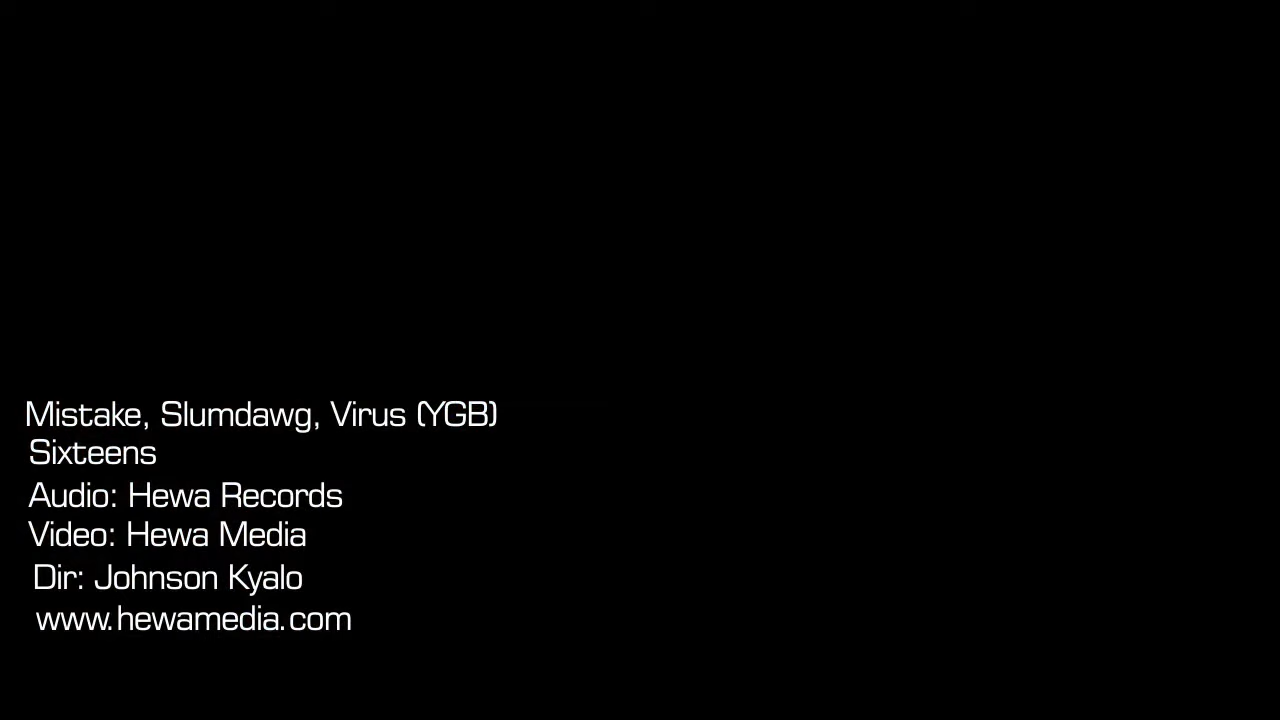 Mistake, Slumdawg, Virus (YGB)
Sixteens
Audio: Hewa Records
Video: Hewa Media
Dir: Johnson Kyalo
www.hewamedia.com